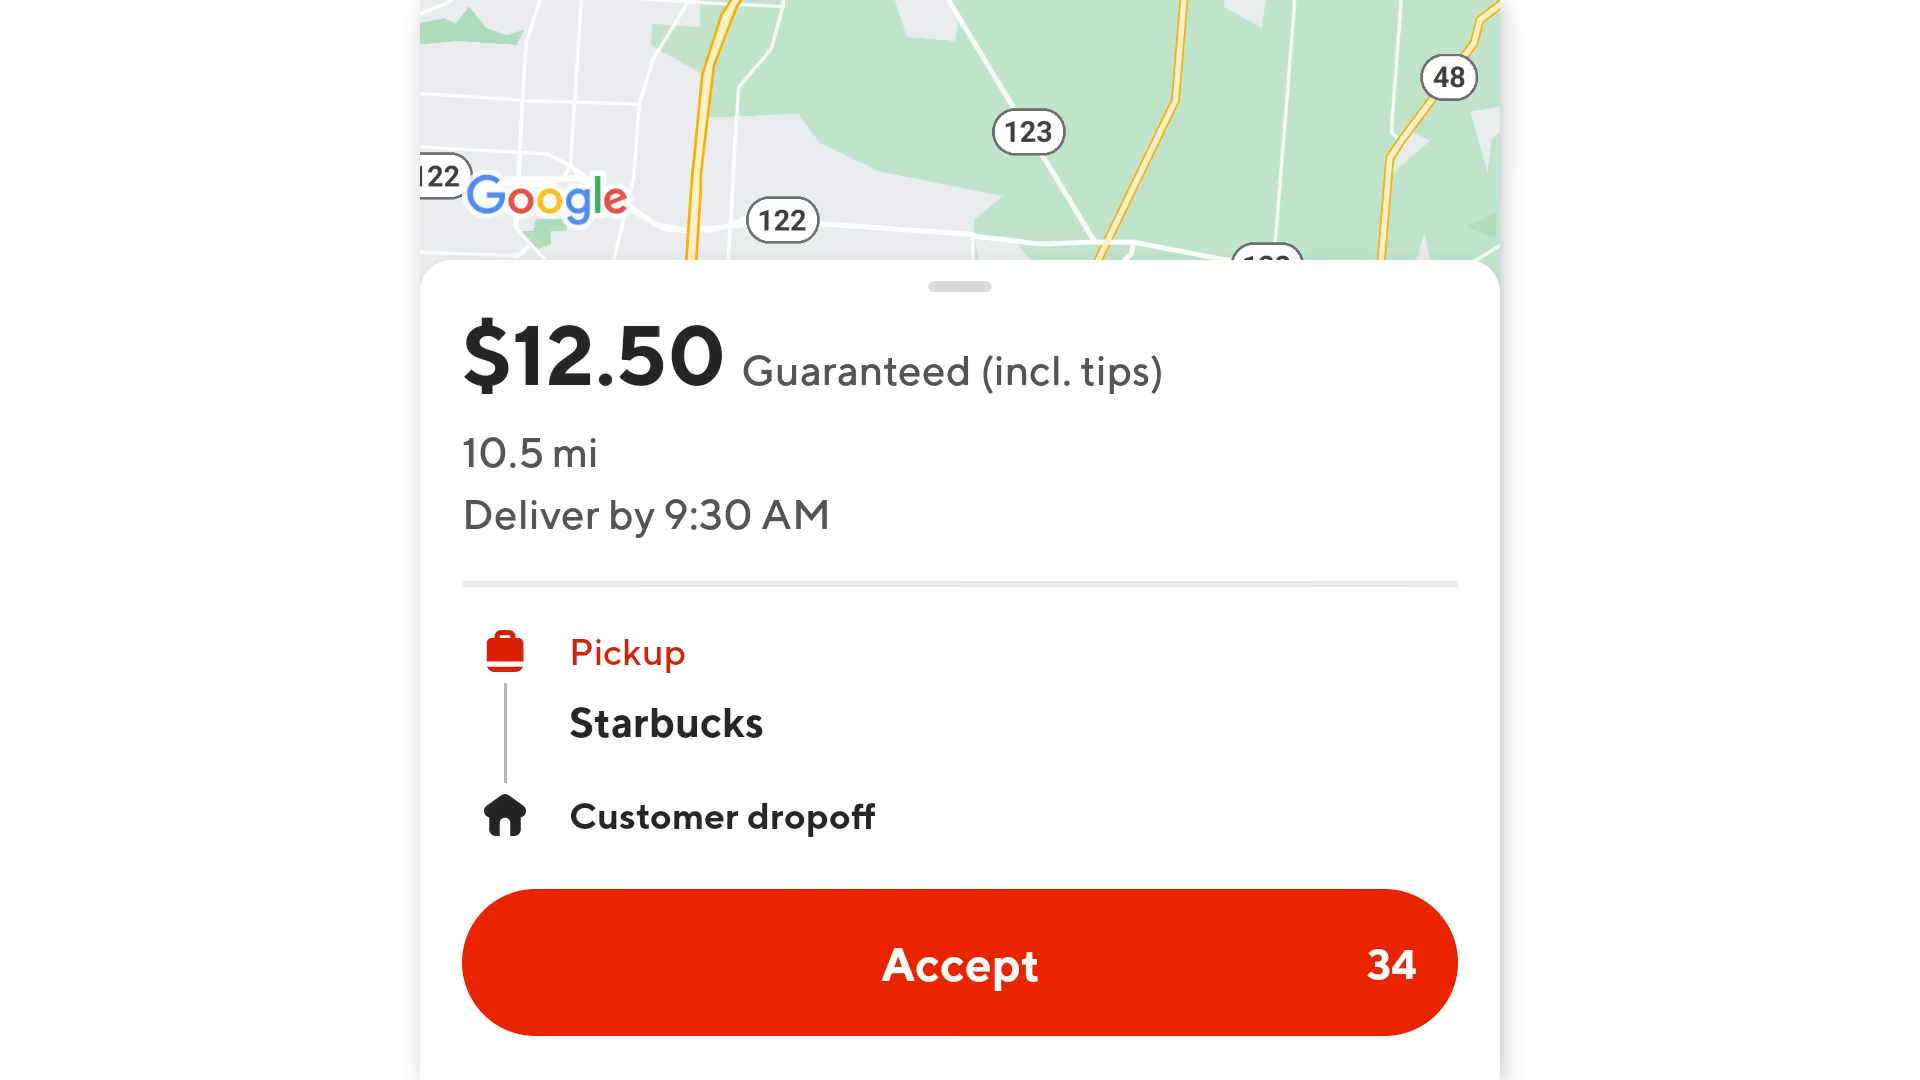 48
123
122
Google
122
$12.50 Guaranteed (incl. tips)
10.5 mi
Deliver by 9:30 AM
Pickup
Starbucks
Customer dropoff
Accept 34